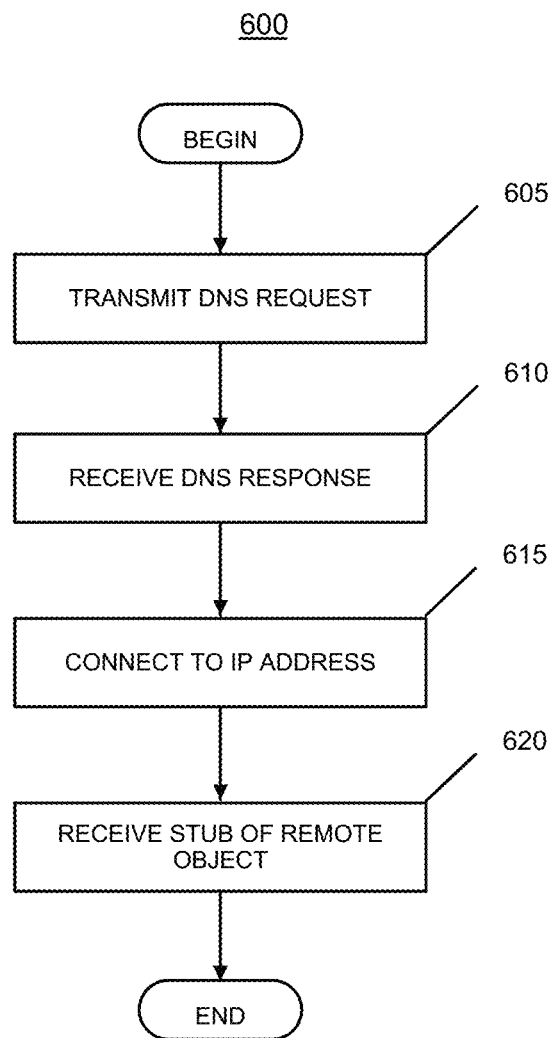 600
BEGIN
605
TRANSMIT DNS REQUEST
610
RECEIVE DNS RESPONSE
615
CONNECT TO IP ADDRESS
620
RECEIVE STUB OF REMOTE
OBJECT
END